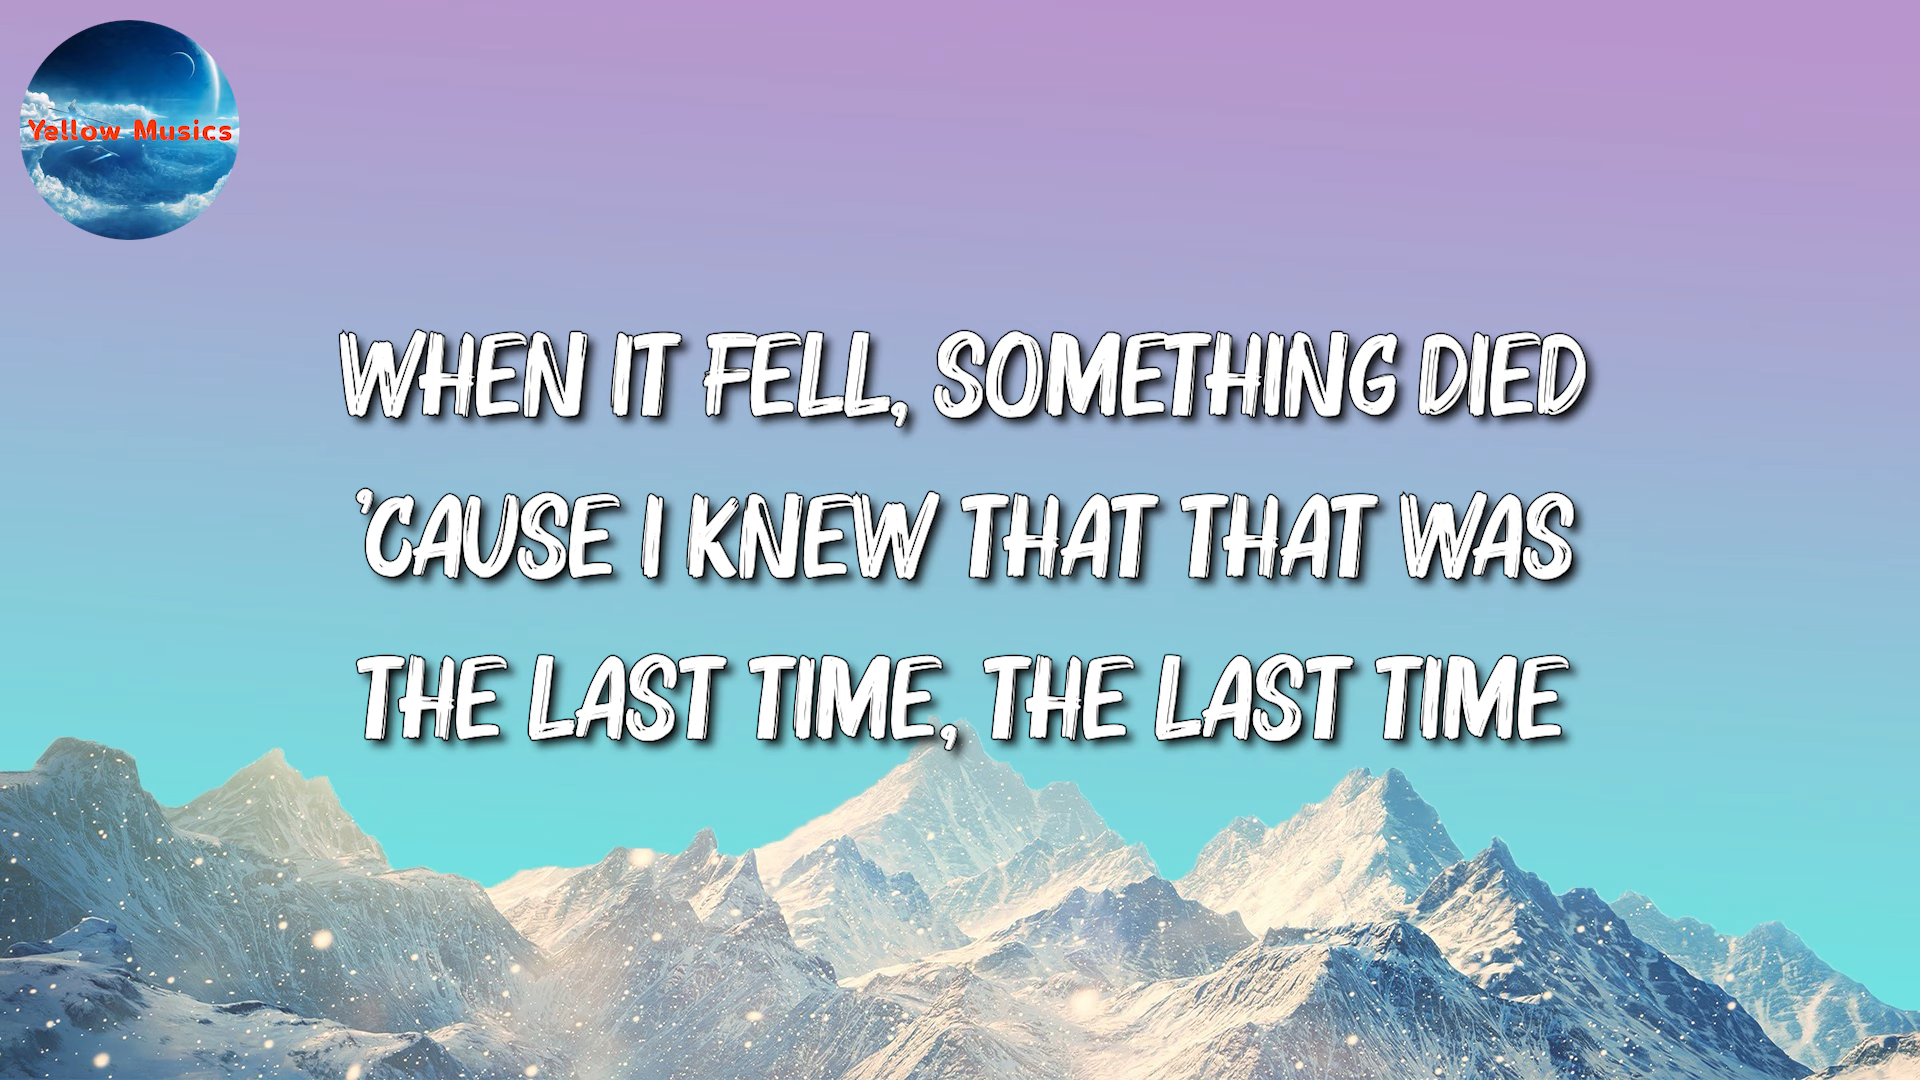 Yellow Musics
WHEN IT FELL, SOMETHING DIED
'CAUSE I KNEW THAT THAT WAS
THE LAST TIME, THE LAST TIME